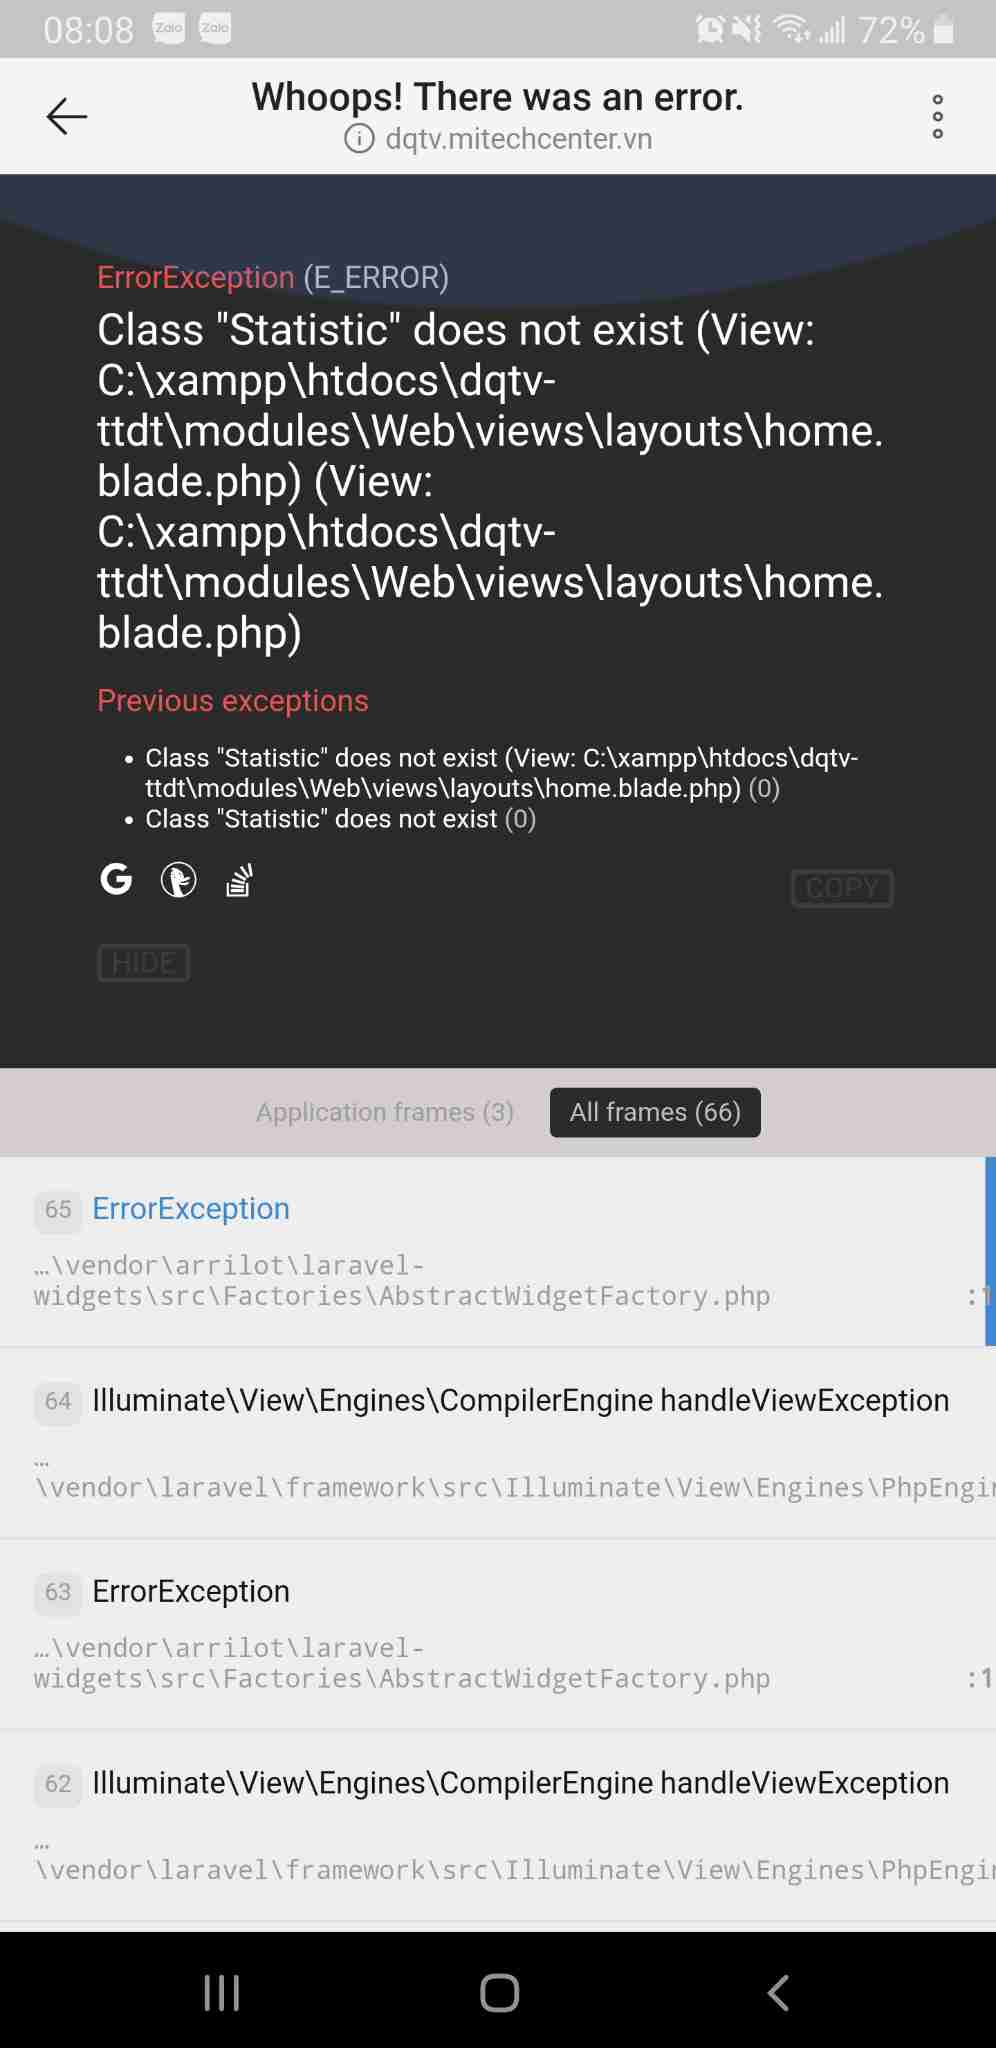 08:08 Zalo Zalo 72%
Whoops! There was an error.
dqtv.mitechcenter.vn
ErrorException (E_ERROR)
Class "Statistic" does not exist (View:
C:\xampp\htdocs\dqtv-
ttdt\modules\Web\views\layouts\home.
blade.php) (View:
C:\xampp\htdocs\dqtv-
ttdt\modules\Web\views\layouts\home.
blade.php)
Previous exceptions
• Class "Statistic" does not exist (View: C:\xampp\htdocs\dqtv-
ttdt\modules\Web\views\layouts\home.blade.php) (0)
• Class "Statistic" does not exist (0)
G
COPY
HIDE
Application frames (3) All frames (66)
65 ErrorException
…\vendor\arrilot\laravel-
widgets\src\Factories\AbstractWidgetFactory.php :1
64 Illuminate\View\Engines\CompilerEngine handleViewException
…
\vendor\laravel\framework\src\Illuminate\View\Engines\PhpEngin
63 ErrorException
…\vendor\arrilot\laravel-
widgets\src\Factories\AbstractWidgetFactory.php :1
62 Illuminate\View\Engines\CompilerEngine handleViewException
…
\vendor\laravel\framework\src\Illuminate\View\Engines\PhpEngin